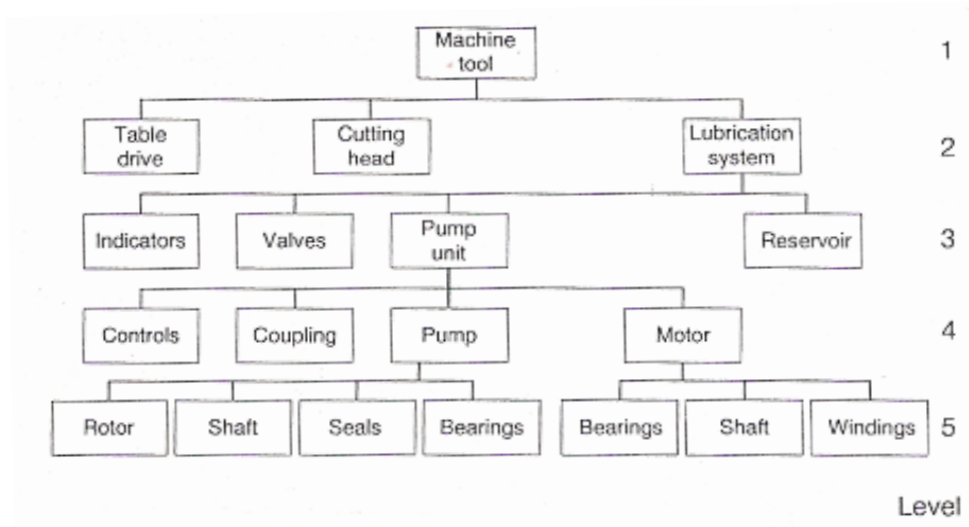 Machine
tool
1
Table
drive
Cutting
head
Lubrication
system
2
Indicators
Valves
Pump
unit
Reservoir
3
Controls
Coupling
Pump
Motor
4
Rotor
Shaft
Seals
Bearings
Bearings
Shaft
Windings
5
Level